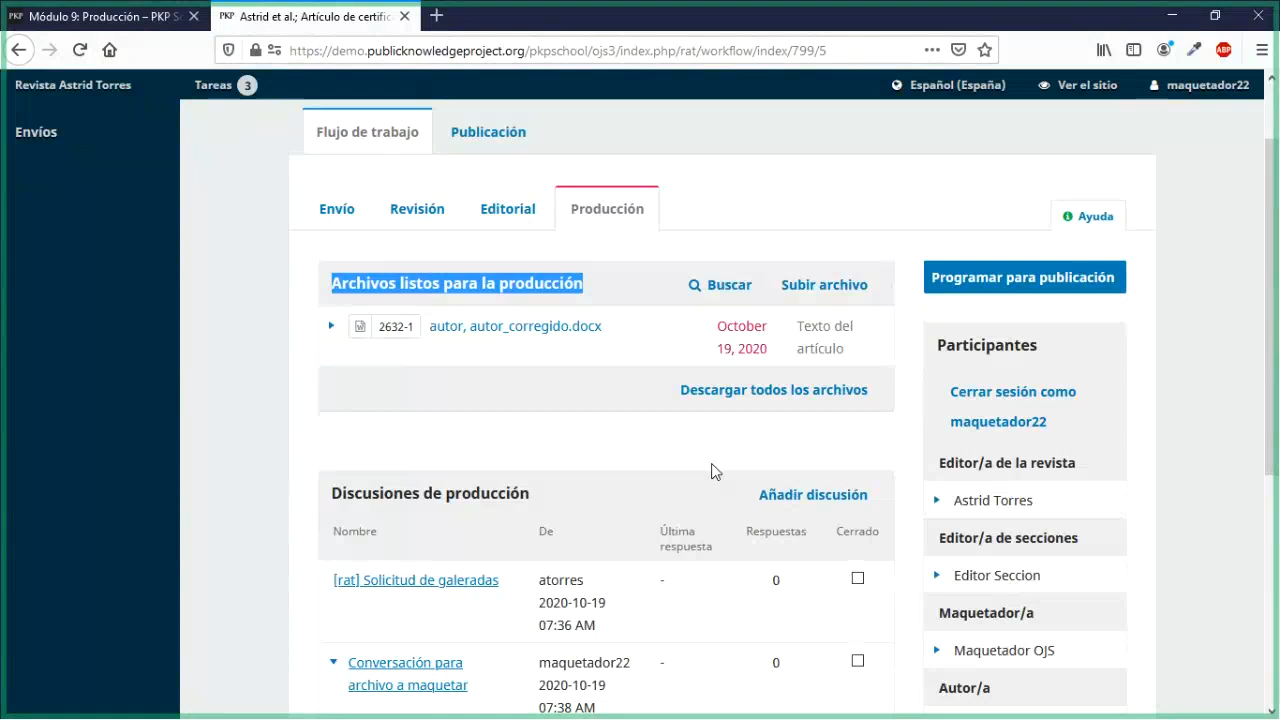 PKP Módulo 9: Producción – PKP S
PKP Astrid et al.; Artículo de certific
https://demo.publicknowledgeproject.org/pkpschool/ojs3/index.php/rat/workflow/index/799/5
ABP
Revista Astrid Torres
Tareas 3
Español (España)
Ver el sitio
maquetador22
Envíos
Flujo de trabajo
Publicación
Envío
Revisión
Editorial
Producción
Ayuda
Archivos listos para la producción
Buscar
Subir archivo
2632-1
autor, autor_corregido.docx
October
19, 2020
Texto del
artículo
Descargar todos los archivos
Discusiones de producción
Añadir discusión
Nombre
De
Última
respuesta
Respuestas
Cerrado
[rat] Solicitud de galeradas
atorres
2020-10-19
07:36 AM
-
0
Conversación para
archivo a maquetar
maquetador22
2020-10-19
07:38 AM
-
0
Programar para publicación
Participantes
Cerrar sesión como
maquetador22
Editor/a de la revista
Astrid Torres
Editor/a de secciones
Editor Seccion
Maquetador/a
Maquetador OJS
Autor/a